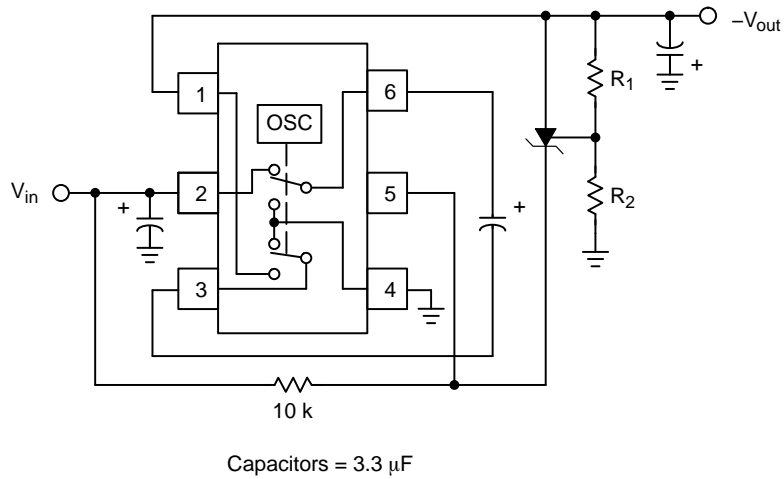 –Vout
1
6
+
R1
OSC
Vin
2
5
+
+
R2
3
4
10 k
Capacitors = 3.3 μF